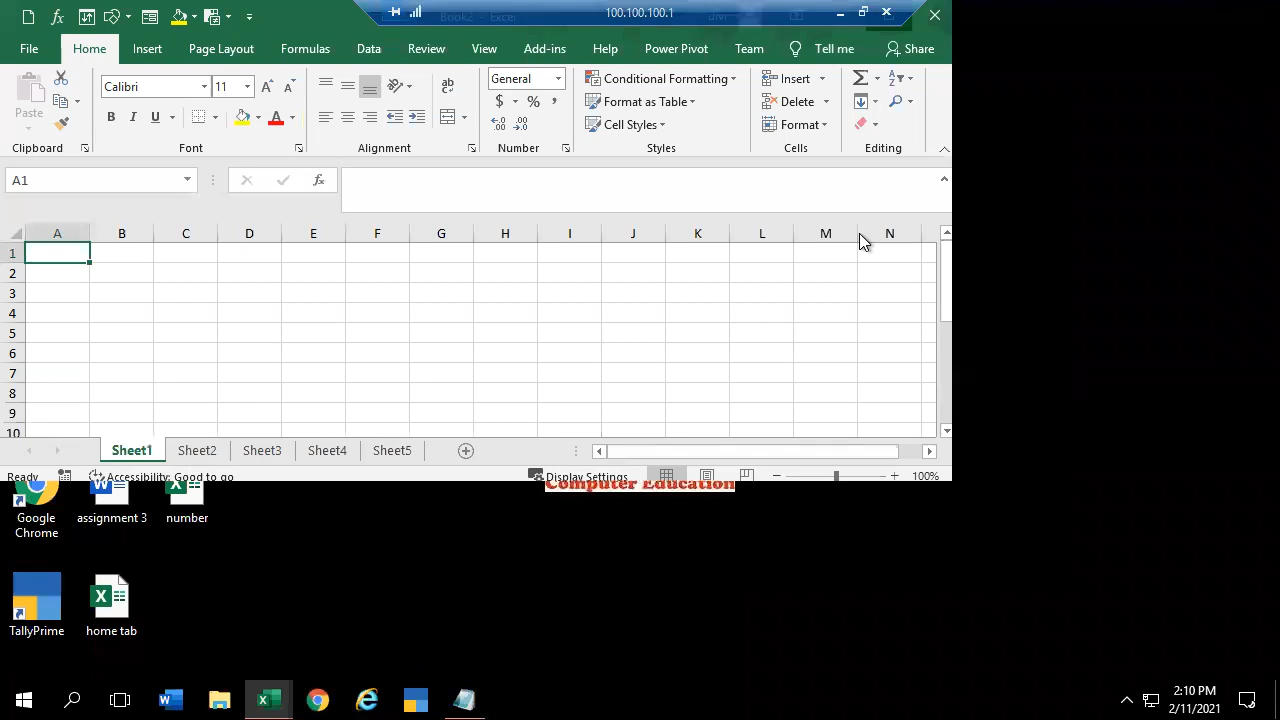 100.100.100.1
File Home Insert Page Layout Formulas Data Review View Add-ins Help Power Pivot Team Tell me Share
Paste
Calibri 11
General
$ % ,
Conditional Formatting
Format as Table
Cell Styles
Insert
Delete
Format
Clipboard Font Alignment Number Styles Cells Editing
A1
A B C D E F G H I J K L M N
1
2
3
4
5
6
7
8
9
10
Sheet1 Sheet2 Sheet3 Sheet4 Sheet5
Ready Accessibility: Good to go Display Settings 100%
Computer Education
Google Chrome
assignment 3
number
TallyPrime
home tab
2:10 PM
2/11/2021